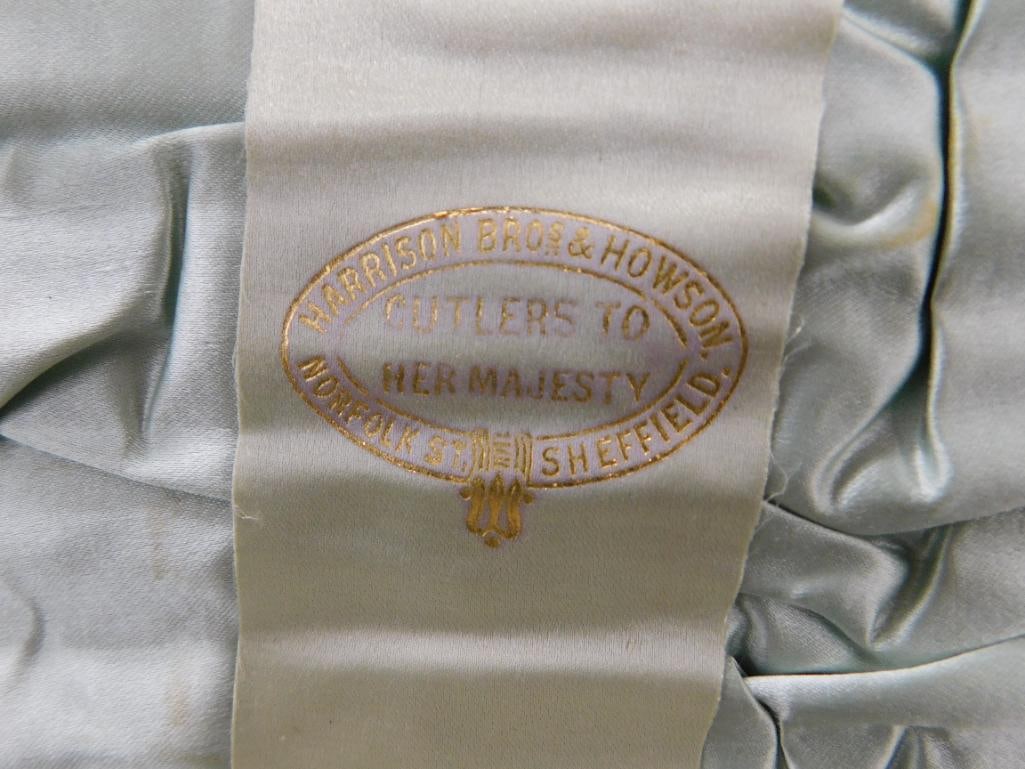 HARRISON BROS & HOWSON.
CUTLERS TO
HER MAJESTY
NORFOLK ST. SHEFFIELD.